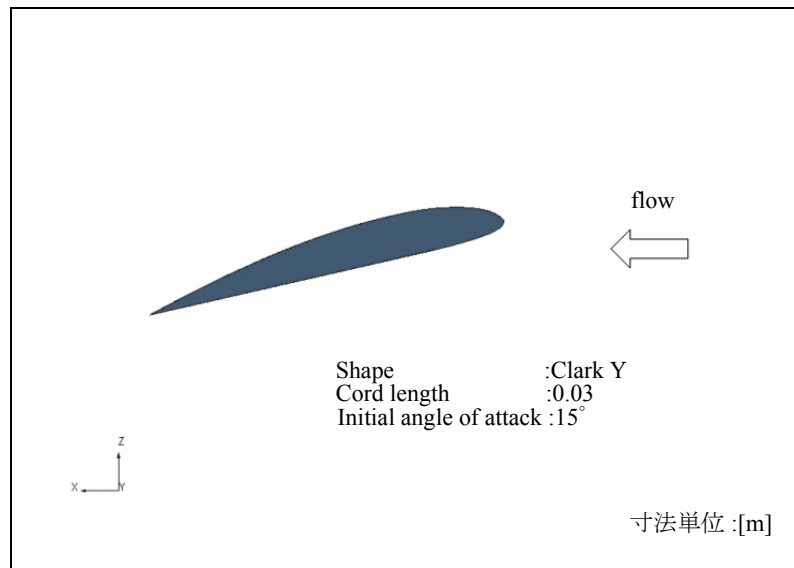 flow
Shape :Clark Y
Cord length :0.03
Initial angle of attack :15°
Z
X Y
寸法単位 :[m]